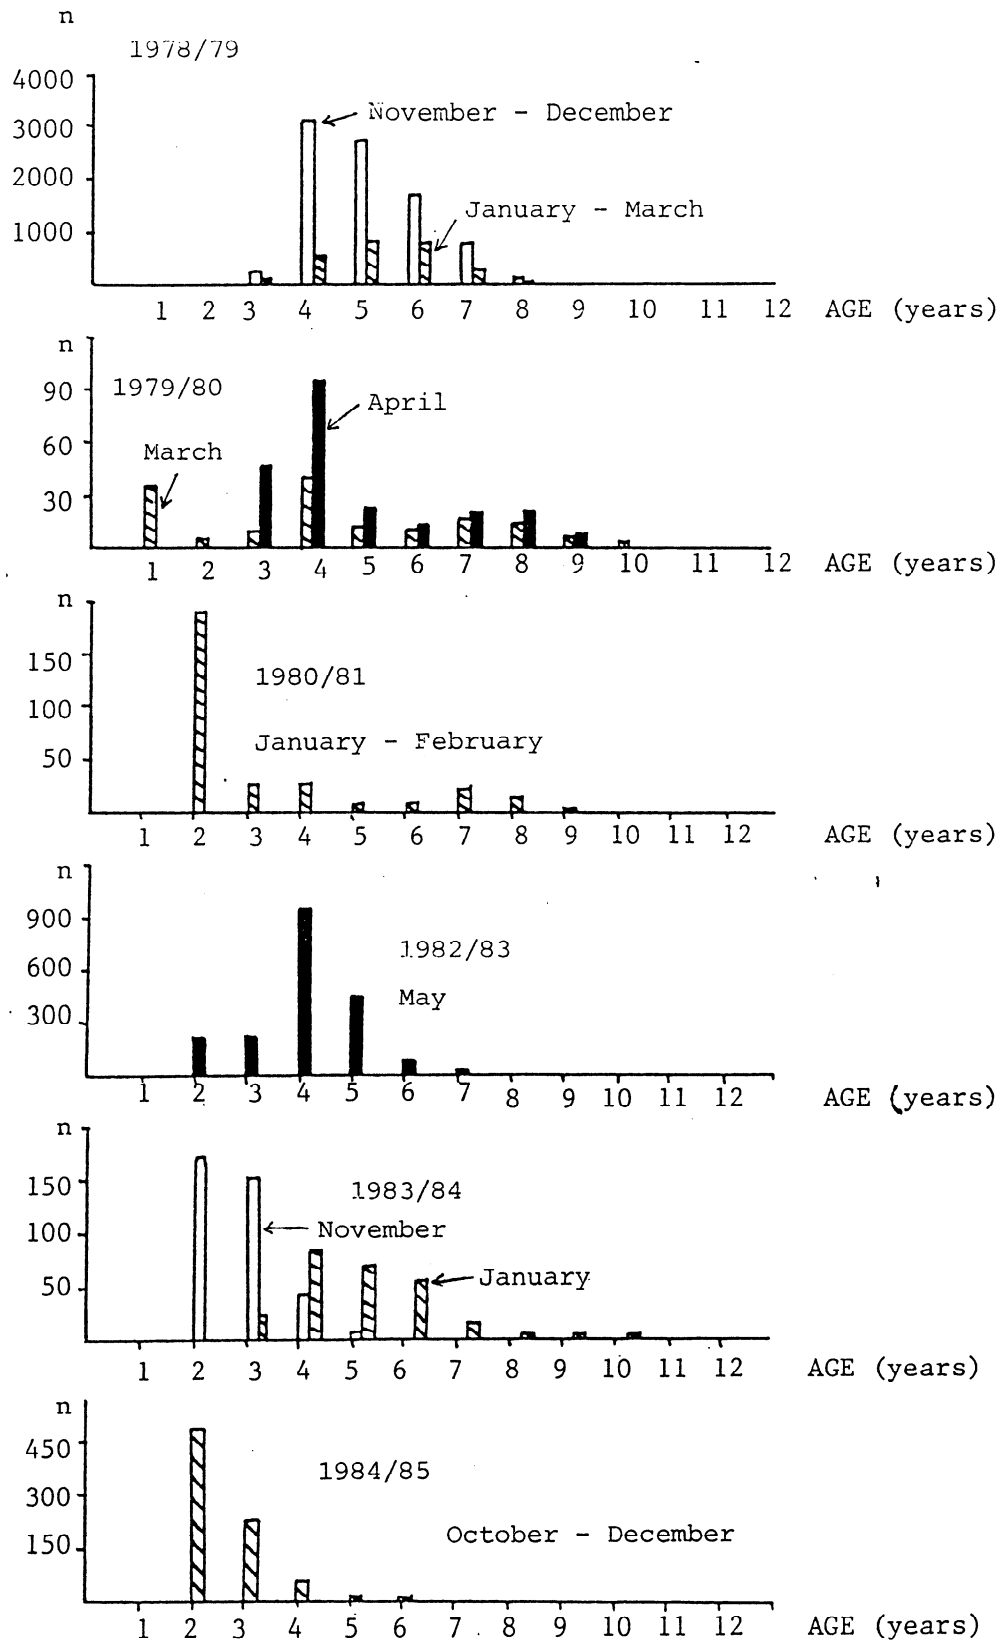 n
1978/79
4000
November - December
3000
2000
January - March
1000
1 2 3 4 5 6 7 8 9 10 11 12 AGE (years)
n
1979/80
90
April
60
March
30
1 2 3 4 5 6 7 8 9 10 11 12 AGE (years)
n
150
1980/81
100
January - February
50
1 2 3 4 5 6 7 8 9 10 11 12 AGE (years)
n
900
1982/83
600
May
300
1 2 3 4 5 6 7 8 9 10 11 12 AGE (years)
n
150
1983/84
100
November
January
50
1 2 3 4 5 6 7 8 9 10 11 12 AGE (years)
n
450
1984/85
300
October - December
150
1 2 3 4 5 6 7 8 9 10 11 12 AGE (years)